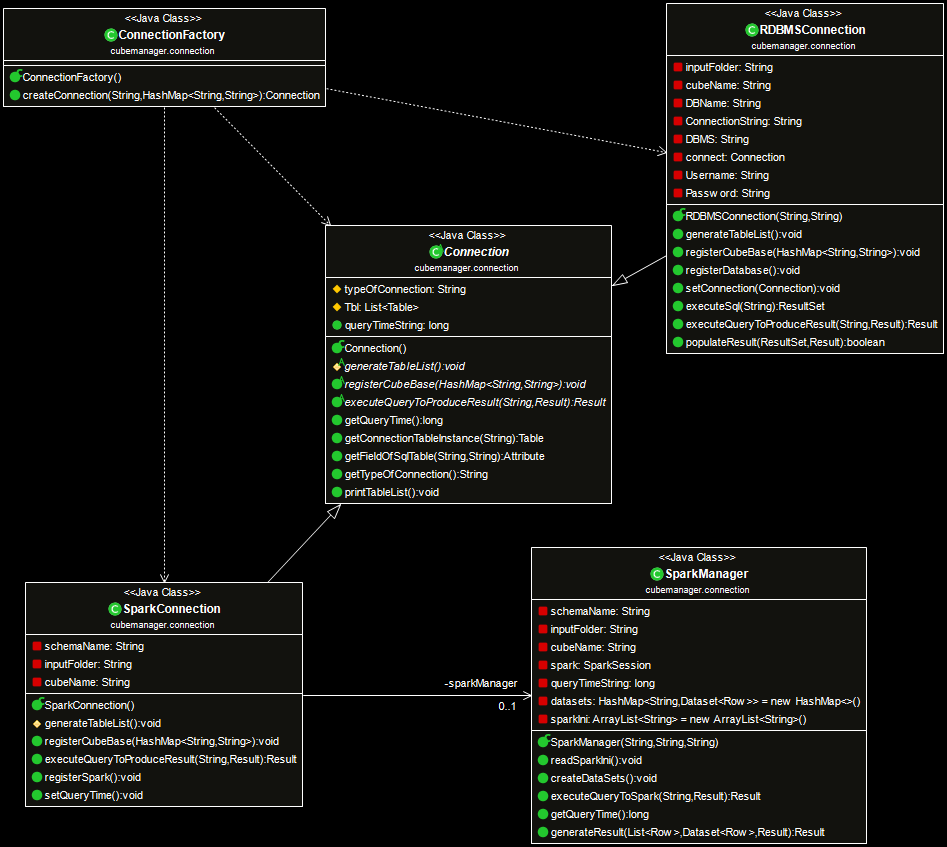 <<Java Class>>
ConnectionFactory
cubemanager.connection
ConnectionFactory()
createConnection(String,HashMap<String,String>):Connection
<<Java Class>>
RDBMSConnection
cubemanager.connection
inputFolder: String
cubeName: String
DBName: String
ConnectionString: String
DBMS: String
connect: Connection
Username: String
Password: String
RDBMSConnection(String,String)
generateTableList():void
registerCubeBase(HashMap<String,String>):void
registerDatabase():void
setConnection(Connection):void
executeSql(String):ResultSet
executeQueryToProduceResult(String,Result):Result
populateResult(ResultSet,Result):boolean
<<Java Class>>
Connection
cubemanager.connection
typeOfConnection: String
Tbl: List<Table>
queryTimeString: long
Connection()
generateTableList():void
registerCubeBase(HashMap<String,String>):void
executeQueryToProduceResult(String,Result):Result
getQueryTime():long
getConnectionTableInstance(String):Table
getFieldOfSqlTable(String,String):Attribute
getTypeOfConnection():String
printTableList():void
<<Java Class>>
SparkConnection
cubemanager.connection
schemaName: String
inputFolder: String
cubeName: String
SparkConnection()
generateTableList():void
registerCubeBase(HashMap<String,String>):void
executeQueryToProduceResult(String,Result):Result
registerSpark():void
setQueryTime():void
-sparkManager
0..1
<<Java Class>>
SparkManager
cubemanager.connection
schemaName: String
inputFolder: String
cubeName: String
spark: SparkSession
queryTimeString: long
datasets: HashMap<String,Dataset<Row>> = new HashMap<>()
sparkIni: ArrayList<String> = new ArrayList<String>()
SparkManager(String,String,String)
readSparkIni():void
createDataSets():void
executeQueryToSpark(String,Result):Result
getQueryTime():long
generateResult(List<Row>,Dataset<Row>,Result):Result